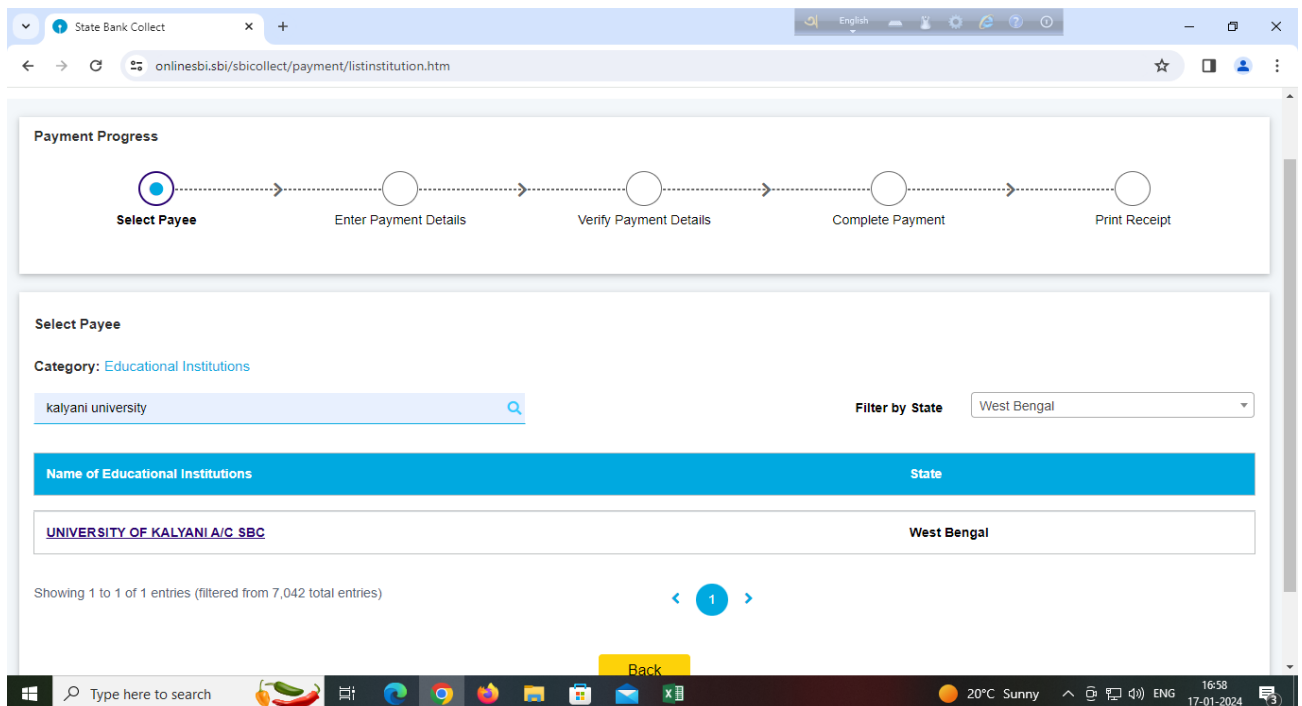 State Bank Collect
English
onlinesbi.sbi/sbicollect/payment/listinstitution.htm
Payment Progress
Select Payee Enter Payment Details Verify Payment Details Complete Payment Print Receipt
Select Payee
Category: Educational Institutions
kalyani university Filter by State West Bengal
Name of Educational Institutions State
UNIVERSITY OF KALYANI A/C SBC West Bengal
Showing 1 to 1 of 1 entries (filtered from 7,042 total entries) 1
Back
Type here to search 20°C Sunny ENG 16:58
17-01-2024 3